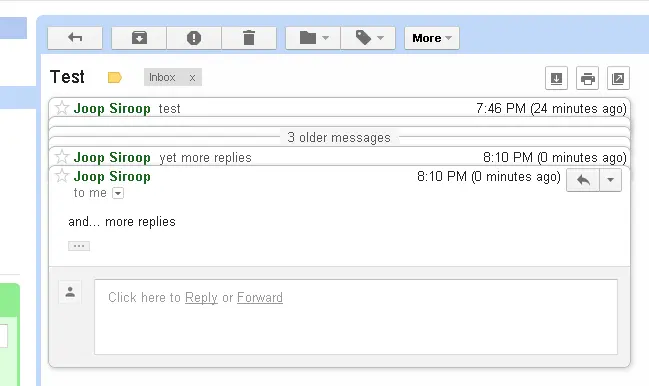 More
Test
Inbox x
Joop Siroop test 7:46 PM (24 minutes ago)
3 older messages
Joop Siroop yet more replies 8:10 PM (0 minutes ago)
Joop Siroop 8:10 PM (0 minutes ago)
to me
and... more replies
Click here to Reply or Forward